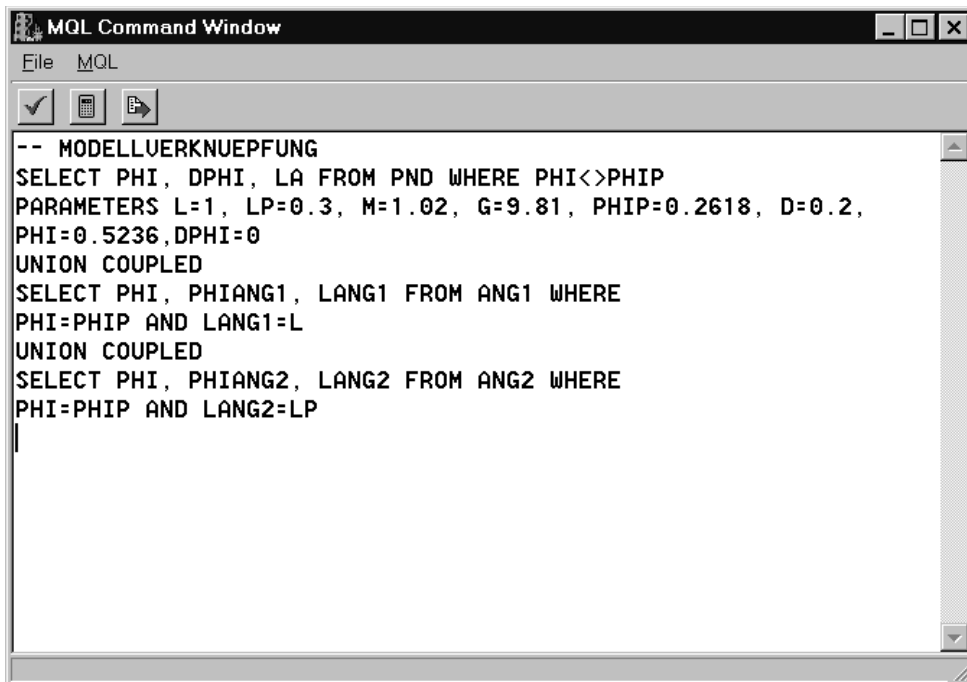 MQL Command Window
File MQL
-- MODELLVERKNUEPFUNG
SELECT PHI, DPHI, LA FROM PND WHERE PHI<>PHIP
PARAMETERS L=1, LP=0.3, M=1.02, G=9.81, PHIP=0.2618, D=0.2,
PHI=0.5236,DPHI=0
UNION COUPLED
SELECT PHI, PHIANG1, LANG1 FROM ANG1 WHERE
PHI=PHIP AND LANG1=L
UNION COUPLED
SELECT PHI, PHIANG2, LANG2 FROM ANG2 WHERE
PHI=PHIP AND LANG2=LP